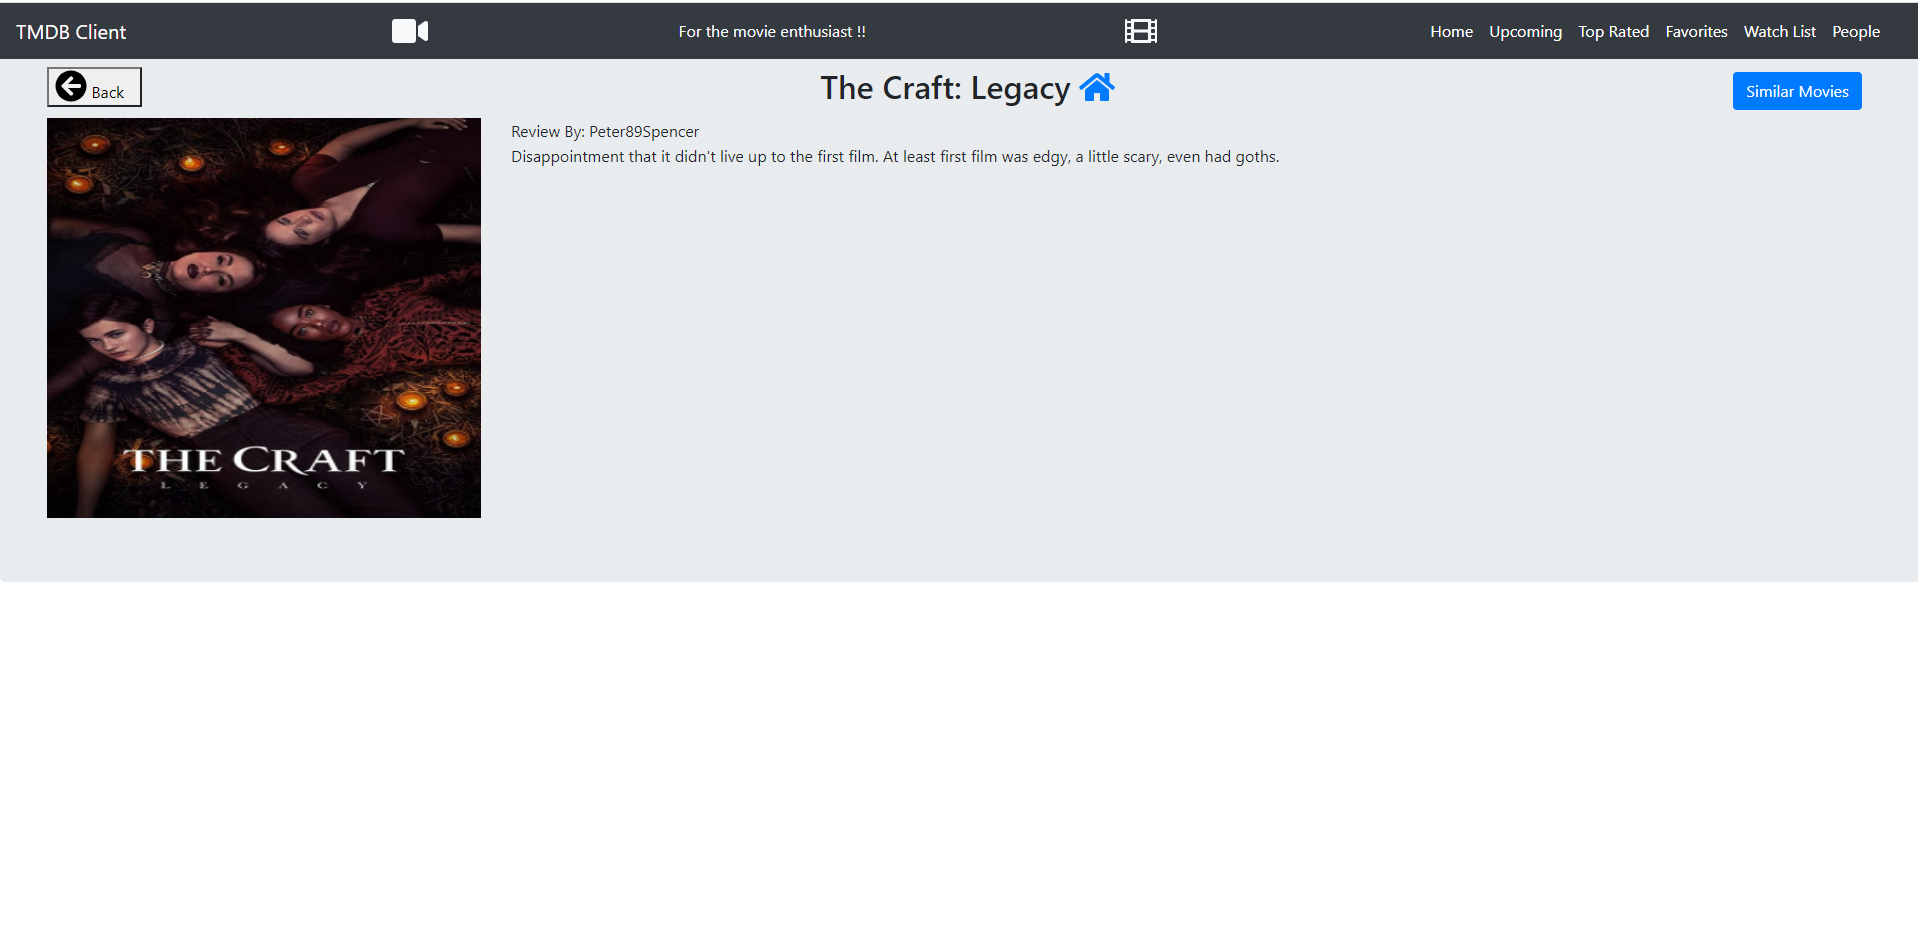 TMDB Client
For the movie enthusiast !!
Home Upcoming Top Rated Favorites Watch List People
Back
The Craft: Legacy
Similar Movies
Review By: Peter89Spencer
Disappointment that it didn't live up to the first film. At least first film was edgy, a little scary, even had goths.
THE CRAFT
LEGACY